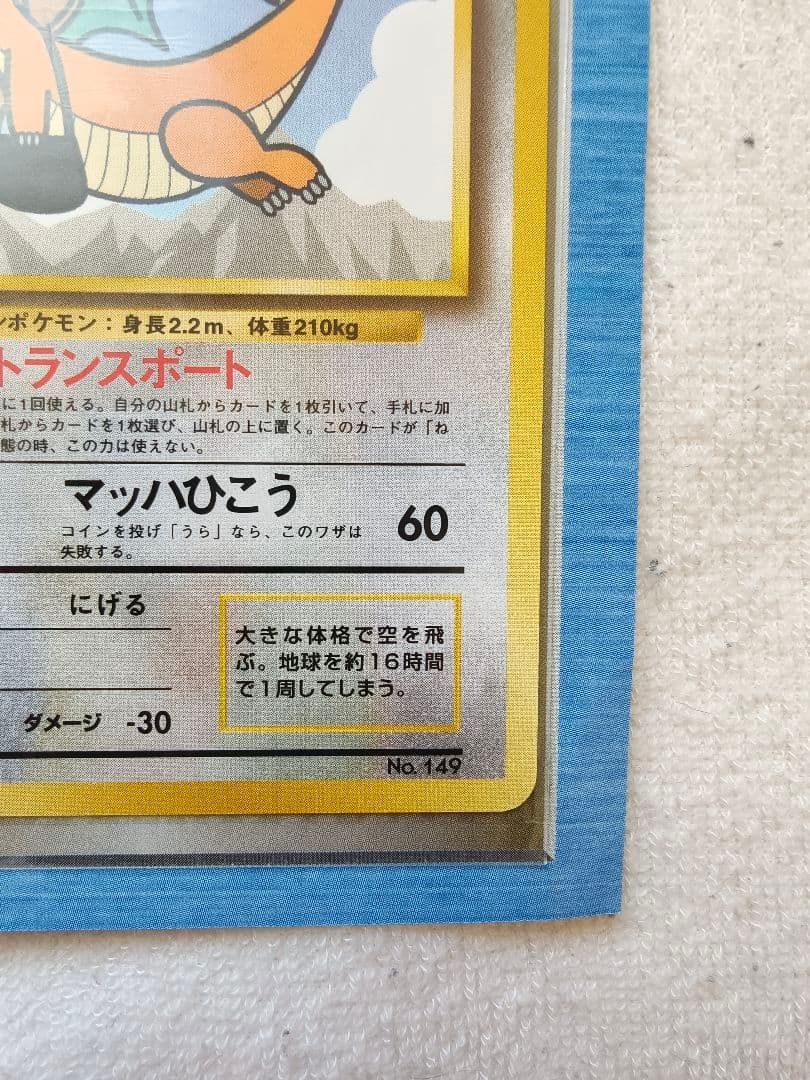 ンポケモン：身長2.2m、体重210kg
トランスポート
に1回使える。自分の山札からカードを1枚引いて、手札に加
札からカードを1枚選び、山札の上に置く。このカードが「ね
態の時、この力は使えない。
マッハひこう
60
コインを投げ「うら」なら、このワザは
失敗する。
にげる
大きな体格で空を飛
ぶ。地球を約16時間
で1周してしまう。
ダメージ -30
No. 149